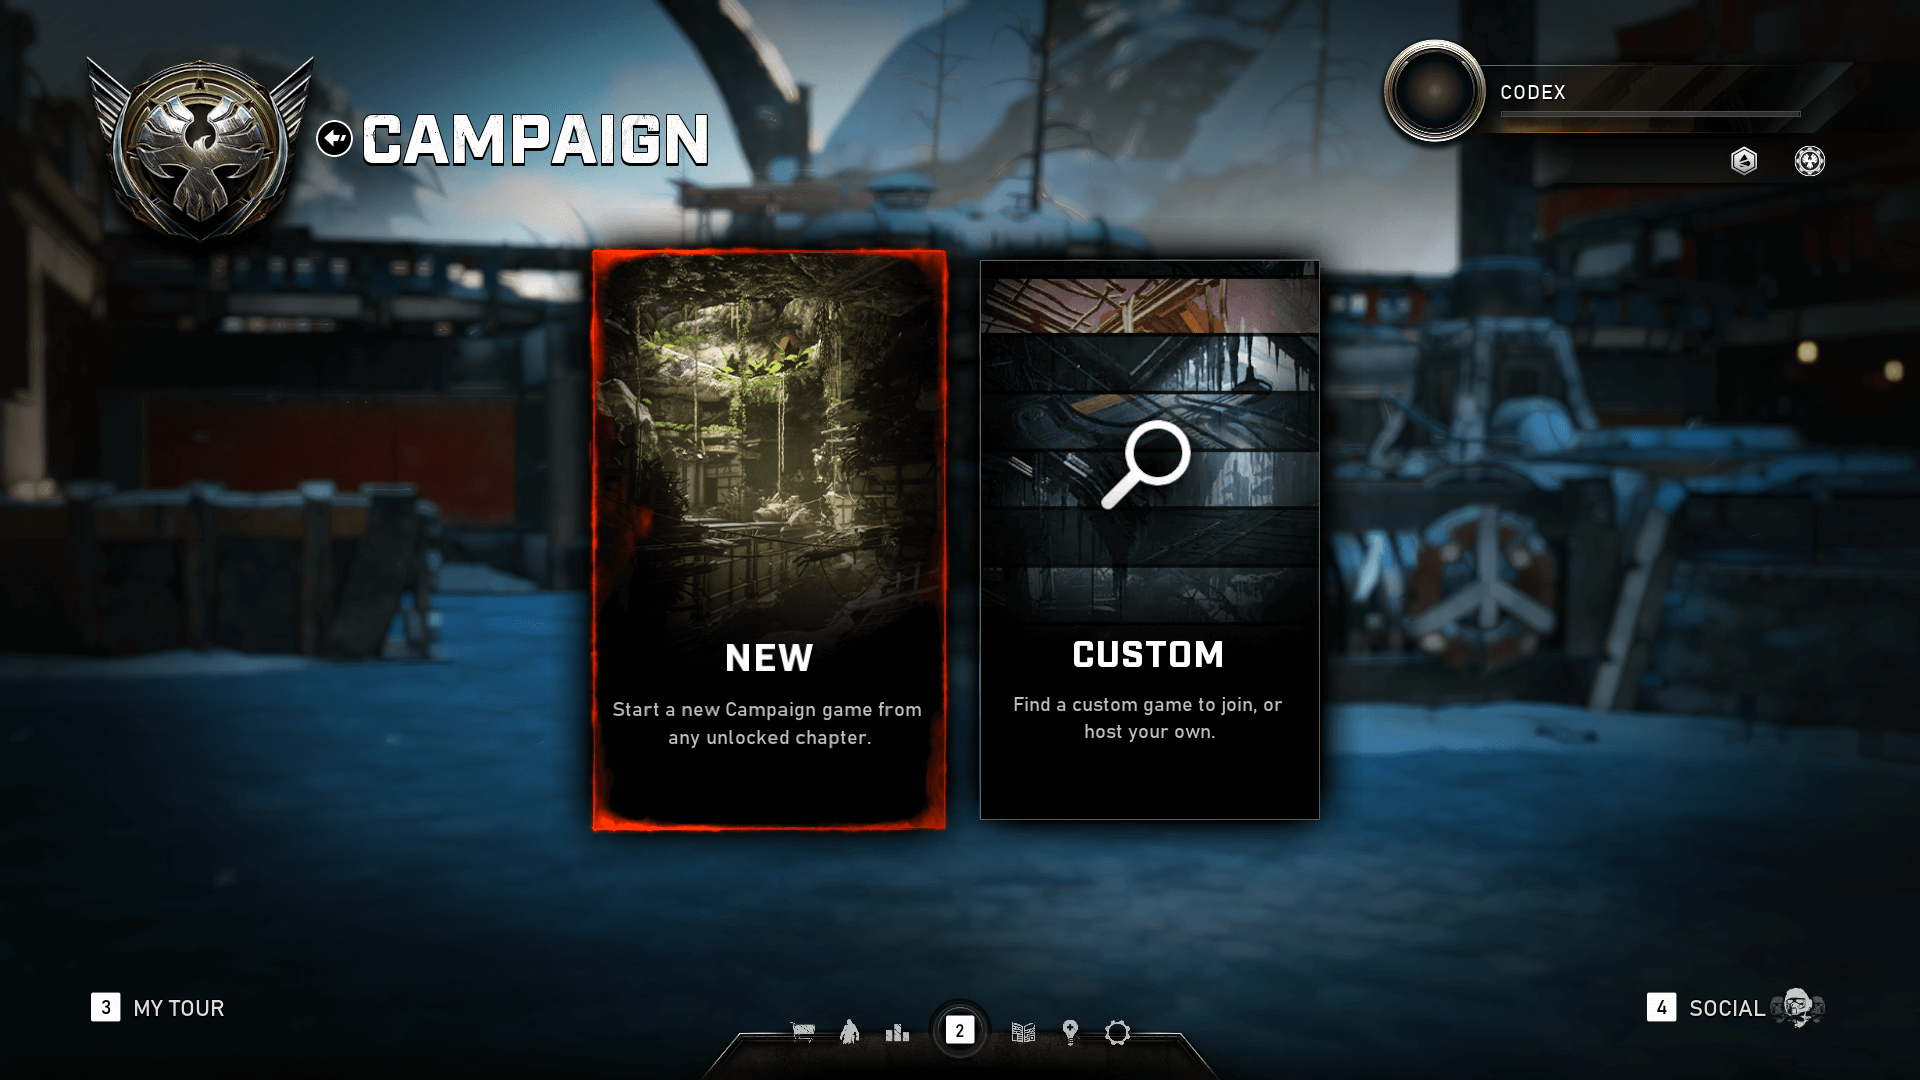 CAMPAIGN
CODEX
NEW
Start a new Campaign game from
any unlocked chapter.
CUSTOM
Find a custom game to join, or
host your own.
3 MY TOUR
2
4 SOCIAL